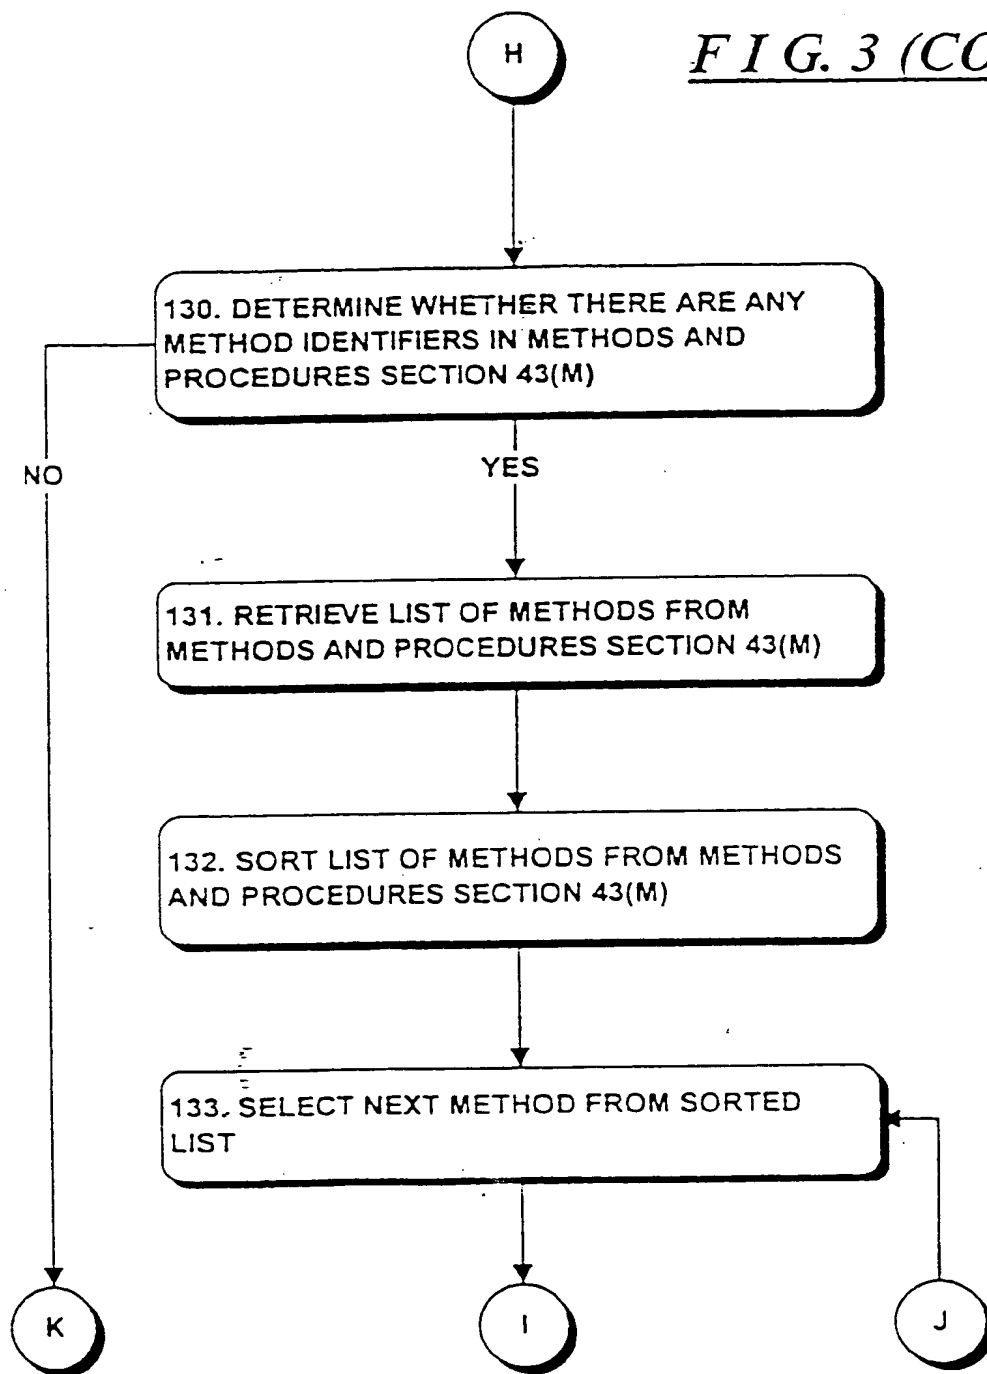 H
FIG. 3 (CO
130. DETERMINE WHETHER THERE ARE ANY
METHOD IDENTIFIERS IN METHODS AND
PROCEDURES SECTION 43(M)
NO
YES
131. RETRIEVE LIST OF METHODS FROM
METHODS AND PROCEDURES SECTION 43(M)
132. SORT LIST OF METHODS FROM METHODS
AND PROCEDURES SECTION 43(M)
133. SELECT NEXT METHOD FROM SORTED
LIST
K
I
J